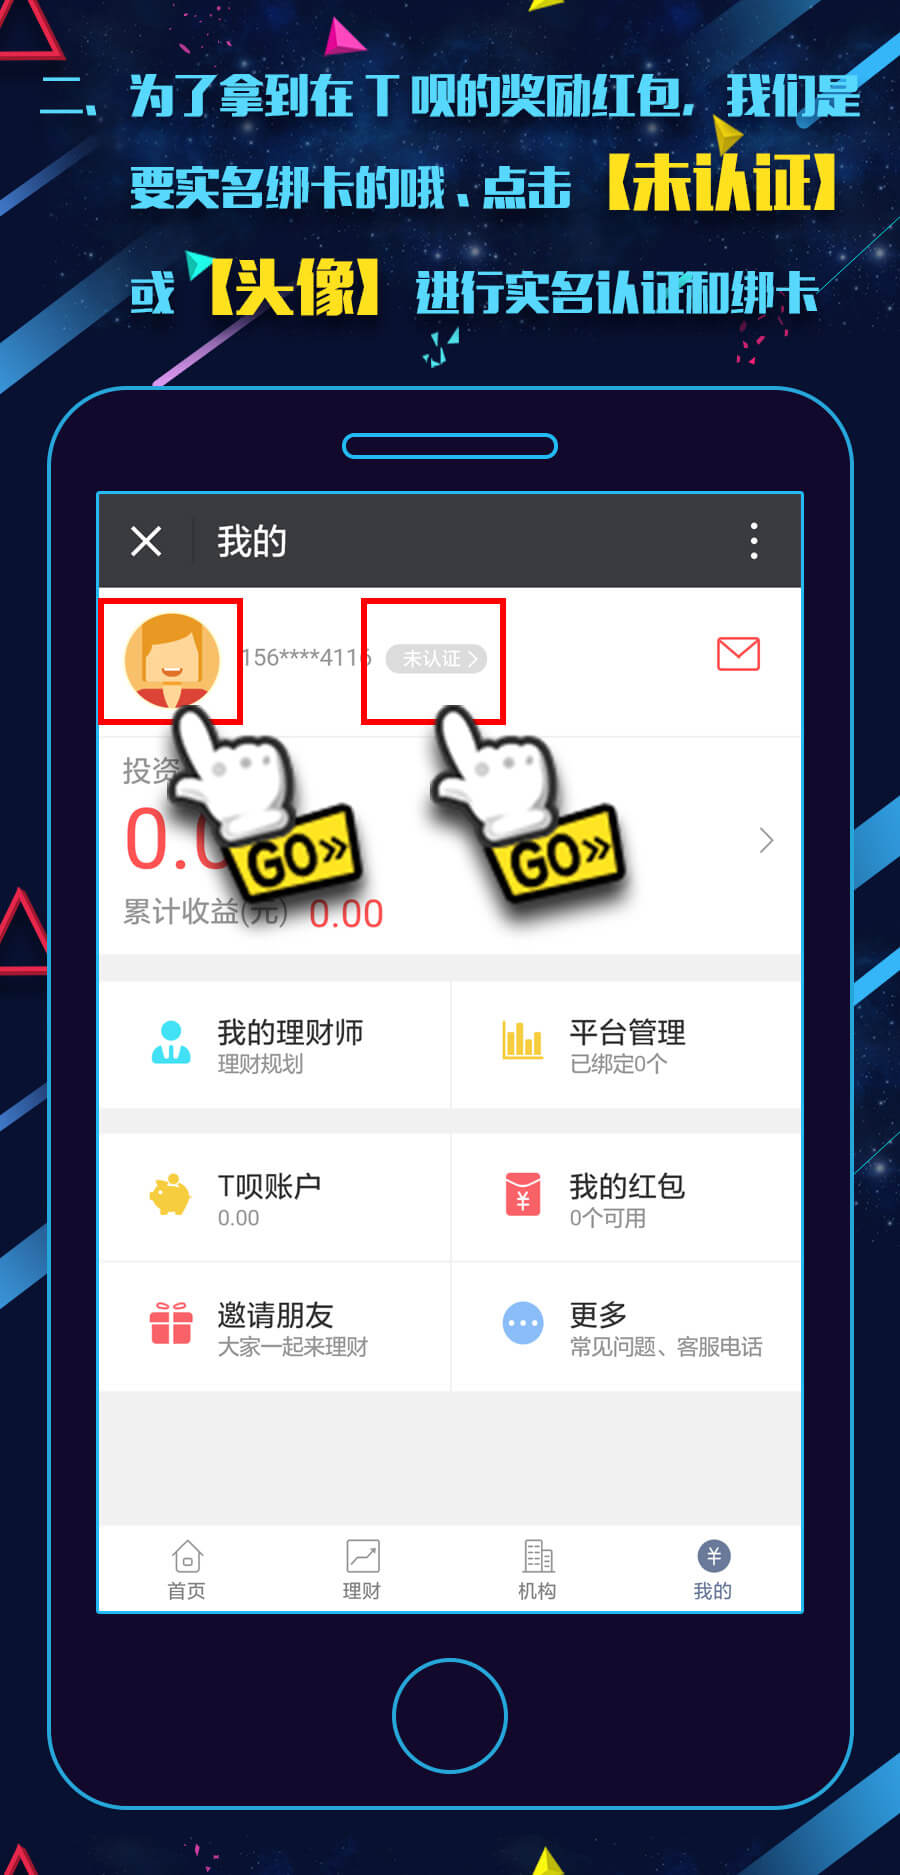 二、为了拿到在T呗的奖励红包，我们是
要实名绑卡的哦、点击【未认证】
或【头像】进行实名认证和绑卡
我的
156****4116 未认证
投资
0.0
GO» GO»
累计收益(元) 0.00
我的理财师 平台管理
理财规划 已绑定0个
T呗账户 我的红包
0.00 0个可用
¥
邀请朋友 更多
大家一起来理财 常见问题、客服电话
¥
首页 理财 机构 我的